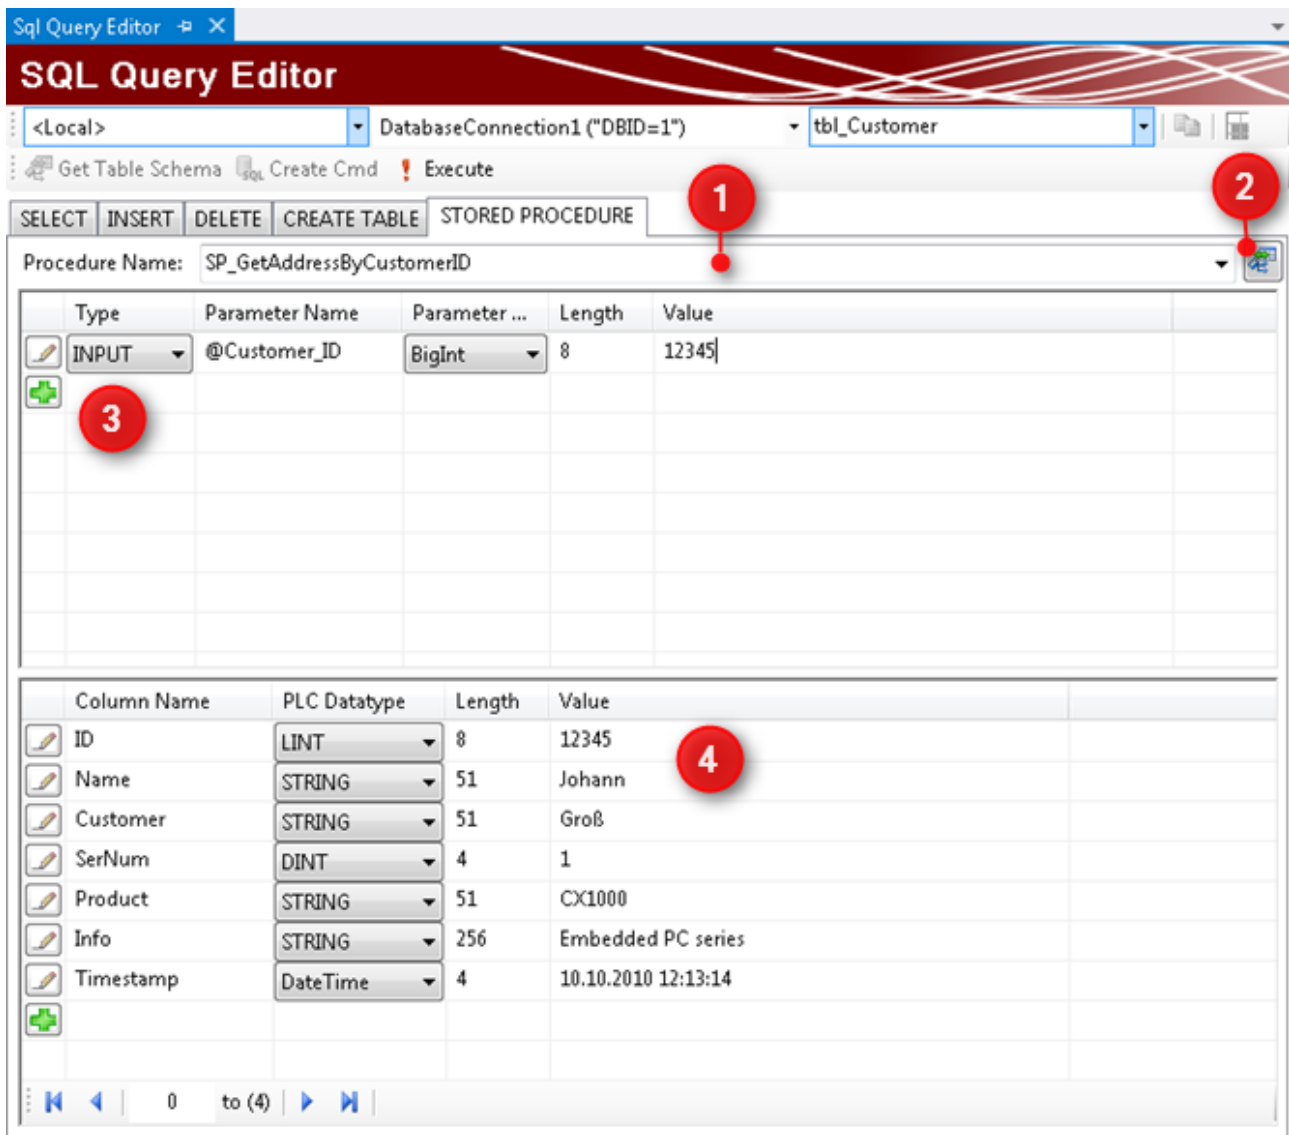 Sql Query Editor
SQL Query Editor
<Local> DatabaseConnection1 ("DBID=1") tbl_Customer
Get Table Schema SQL Create Cmd Execute
1 2
SELECT INSERT DELETE CREATE TABLE STORED PROCEDURE
Procedure Name: SP_GetAddressByCustomerID
Type Parameter Name Parameter ... Length Value
INPUT @Customer_ID BigInt 8 12345
3
Column Name PLC Datatype Length Value
ID LINT 8 12345
4
Name STRING 51 Johann
Customer STRING 51 Groß
SerNum DINT 4 1
Product STRING 51 CX1000
Info STRING 256 Embedded PC series
Timestamp DateTime 4 10.10.2010 12:13:14
0 to (4)